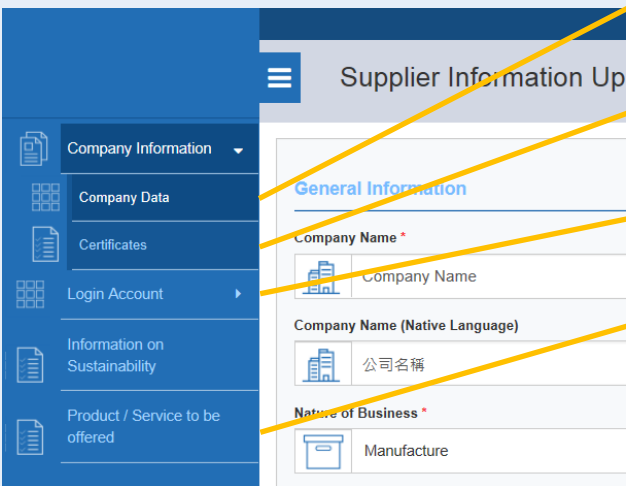 Supplier Information Up
Company Information
Company Data
Certificates
Login Account
Information on
Sustainability
Product / Service to be
offered
General Information
Company Name *
Company Name
Company Name (Native Language)
公司名稱
Nature of Business *
Manufacture